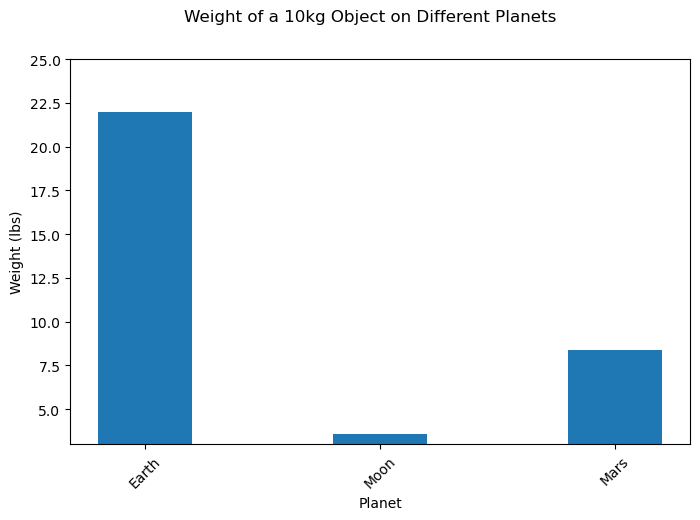 Weight of a 10kg Object on Different Planets
25.0
22.5
20.0
17.5
15.0
12.5
10.0
7.5
5.0
Weight (lbs)
Earth
Moon
Mars
Planet